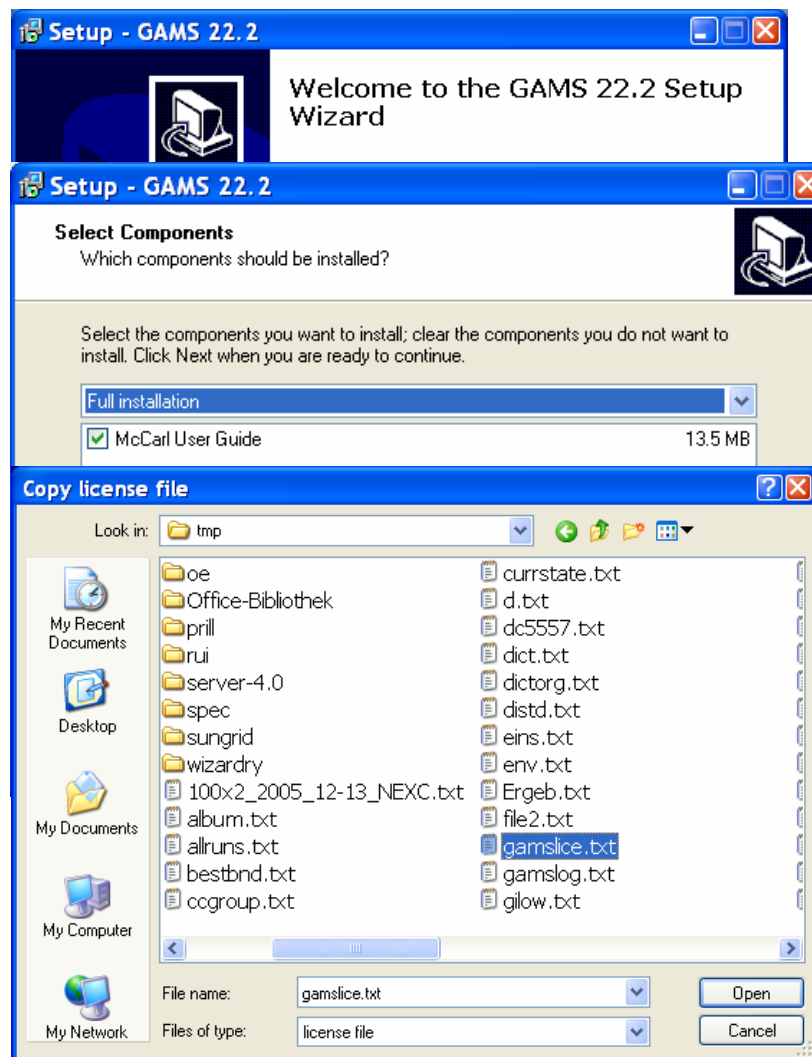 Setup - GAMS 22.2
Welcome to the GAMS 22.2 Setup
Wizard
Setup - GAMS 22.2
Select Components
Which components should be installed?
Select the components you want to install; clear the components you do not want to
install. Click Next when you are ready to continue.
Full installation
McCarl User Guide 13.5 MB
Copy license file
Look in: tmp
My Recent
Documents
Desktop
My Documents
My Computer
My Network
oe
Office-Bibliothek
prill
rui
server-4.0
spec
sungrid
wizardry
100x2_2005_12-13_NEXC.txt
album.txt
allruns.txt
bestbnd.txt
ccgroup.txt
currstate.txt
d.txt
dc5557.txt
dict.txt
dictorg.txt
distd.txt
eins.txt
env.txt
Ergeb.txt
file2.txt
gamslice.txt
gamslog.txt
gilow.txt
File name: gamslice.txt Open
Files of type: license file Cancel